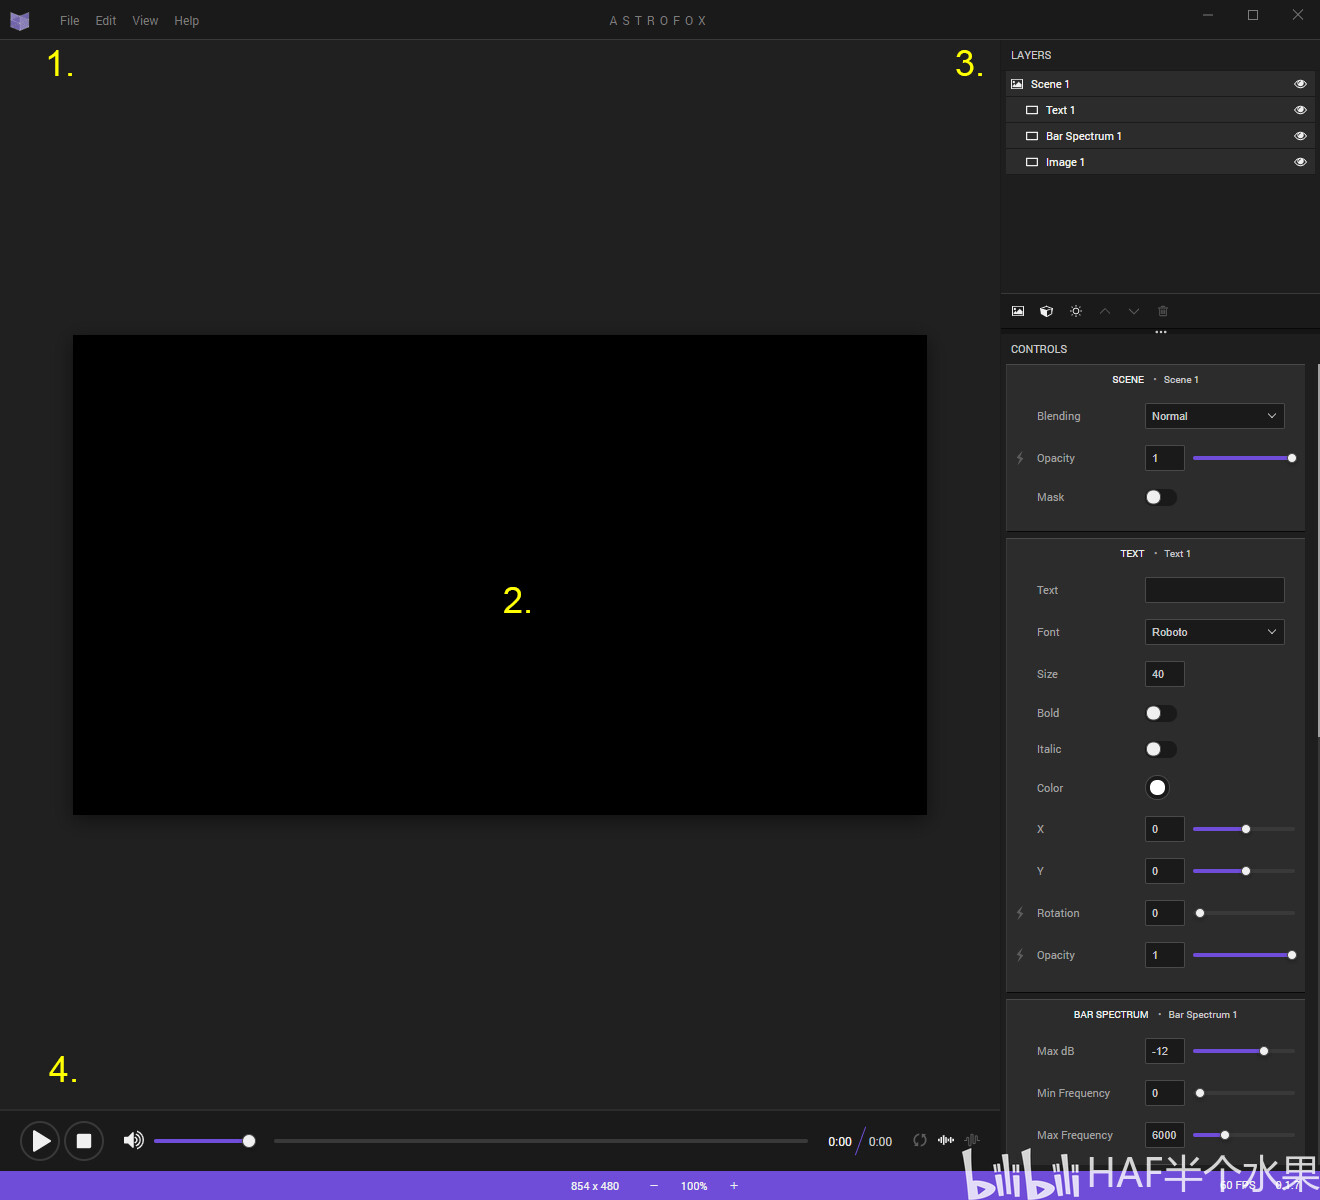 File Edit View Help
ASTROFOX
1.
3.
LAYERS
Scene 1
Text 1
Bar Spectrum 1
Image 1
CONTROLS
SCENE · Scene 1
Blending Normal
Opacity 1
Mask
TEXT · Text 1
Text
Font Roboto
Size 40
2.
Bold
Italic
Color
X 0
Y 0
Rotation 0
Opacity 1
BAR SPECTRUM · Bar Spectrum 1
Max dB -12
4.
Min Frequency 0
Max Frequency 6000
0:00 / 0:00
854 x 480 − 100% +
60 FPS
bilibili HAF半个水果